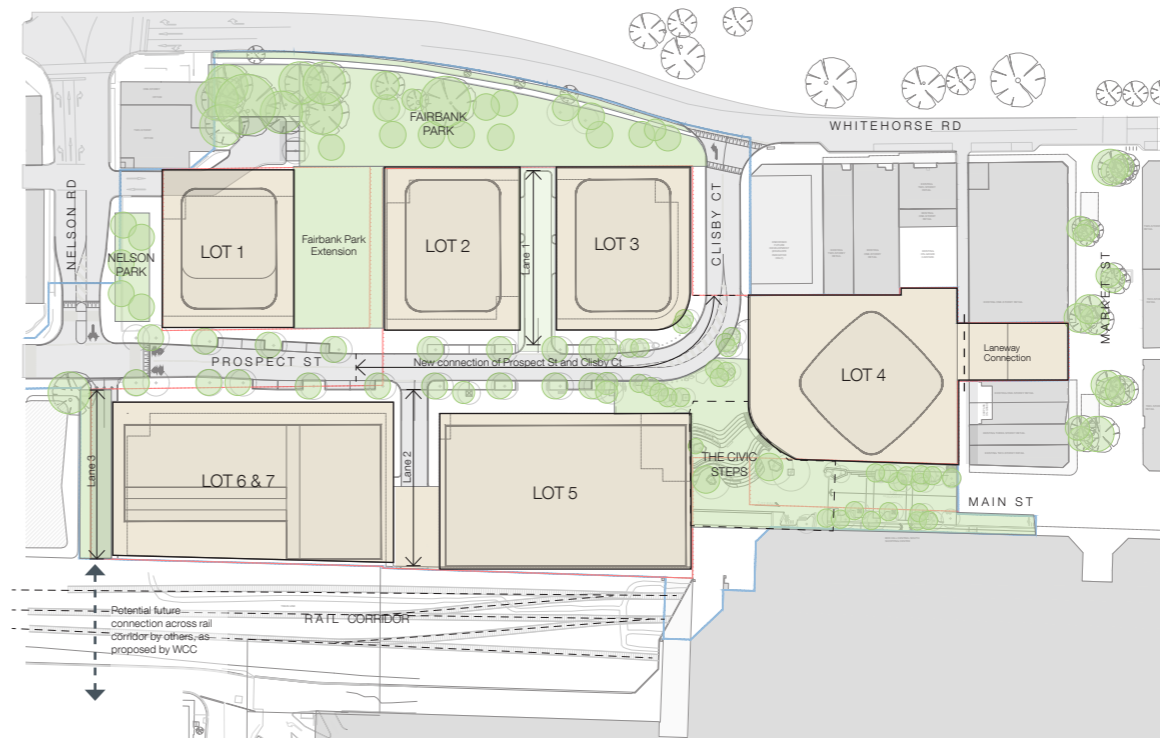 WHITEHORSE RD
FAIRBANK
PARK
NELSON RD
NELSON
PARK
LOT 1
Fairbank Park
Extension
LOT 2
Lane 1
LOT 3
CLISBY CT
MARKET ST
PROSPECT ST
New connection of Prospect St and Clisby Ct
LOT 4
Laneway
Connection
Lane 3
LOT 6 & 7
Lane 2
LOT 5
THE CIVIC
STEPS
MAIN ST
RAIL CORRIDOR
Potential future
connection across rail
corridor by others, as
proposed by WCC